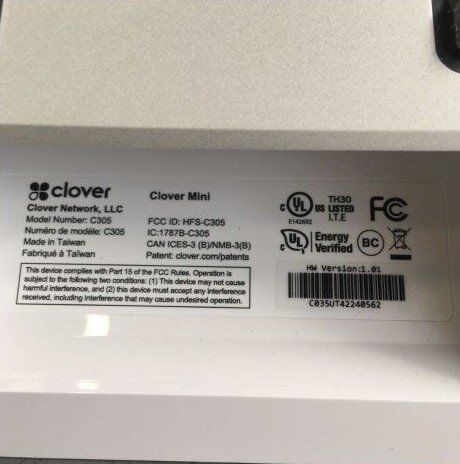 clover
Clover Network, LLC
Model Number: C305
Numéro de modèle: C305
Made in Taiwan
Fabriqué à Taiwan
Clover Mini
FCC ID: HFS-C305
IC:1787B-C305
CAN ICES-3 (B)/NMB-3(B)
Patent: clover.com/patents
This device complies with Part 15 of the FCC Rules. Operation is
subject to the following two conditions: (1) This device may not cause
harmful interference, and (2) this device must accept any interference
received, including interference that may cause undesired operation.
C UL US LISTED
TH30
I.T.E
E142692
FC
C UL Energy
Verified
BC
HW Version:1.01
C035UT42240562